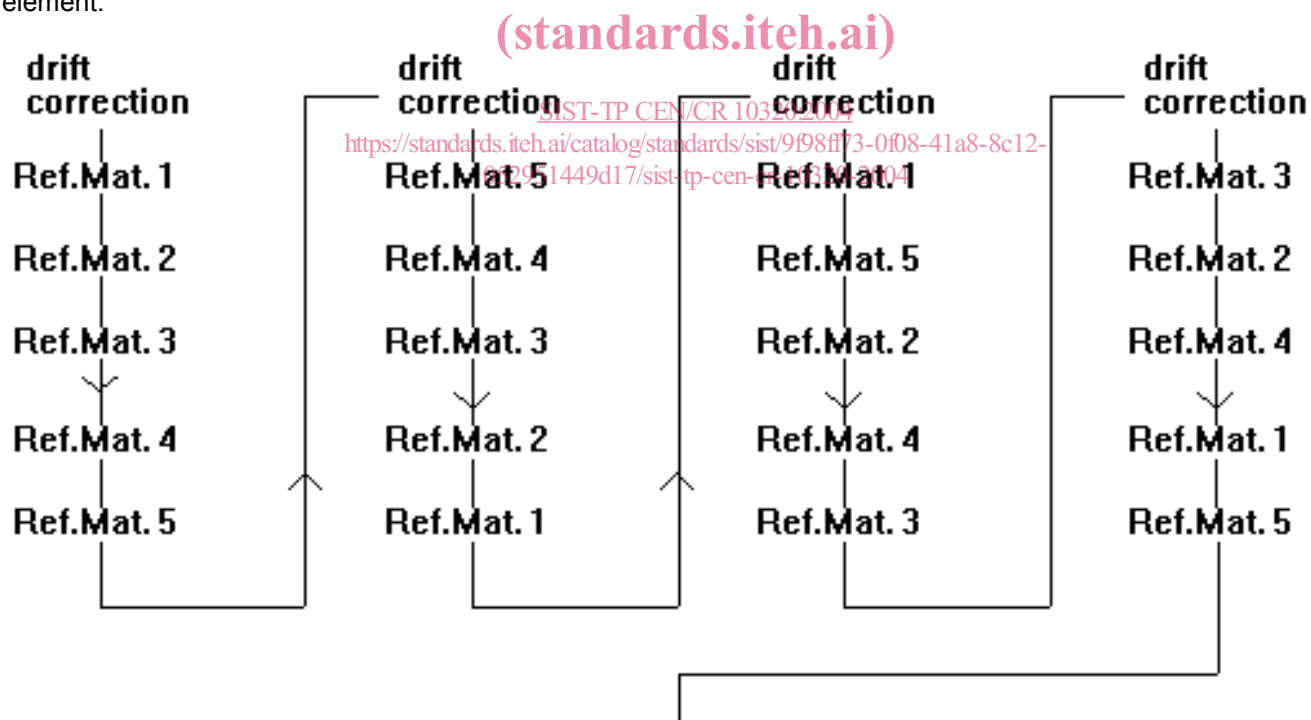 element.
(standards.iteh.ai)
drift
correction
Ref.Mat. 1
Ref.Mat. 2
Ref.Mat. 3
Ref.Mat. 4
Ref.Mat. 5
drift
correction
Ref.Mat. 5
Ref.Mat. 4
Ref.Mat. 3
Ref.Mat. 2
Ref.Mat. 1
drift
correction
Ref.Mat. 1
Ref.Mat. 5
Ref.Mat. 2
Ref.Mat. 4
Ref.Mat. 3
drift
correction
Ref.Mat. 3
Ref.Mat. 2
Ref.Mat. 4
Ref.Mat. 1
Ref.Mat. 5
SIST-TP CEN/CR 10320:2004
https://standards.iteh.ai/catalog/standards/sist/9f98ff73-0f08-41a8-8c12-